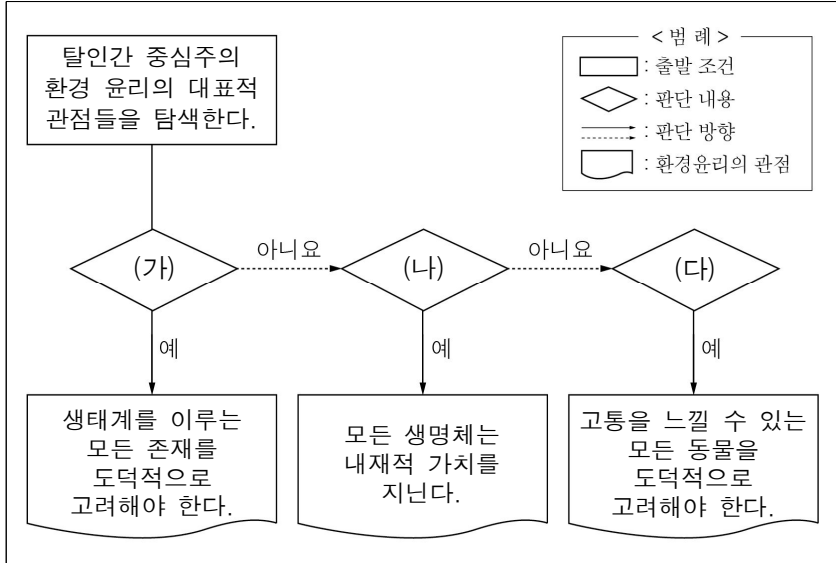 탈인간 중심주의
환경 윤리의 대표적
관점들을 탐색한다.
< 범 례 >
: 출발 조건
: 판단 내용
: 판단 방향
: 환경윤리의 관점
(가)
아니요
(나)
아니요
(다)
예
예
예
생태계를 이루는
모든 존재를
도덕적으로
고려해야 한다.
모든 생명체는
내재적 가치를
지닌다.
고통을 느낄 수 있는
모든 동물을
도덕적으로
고려해야 한다.